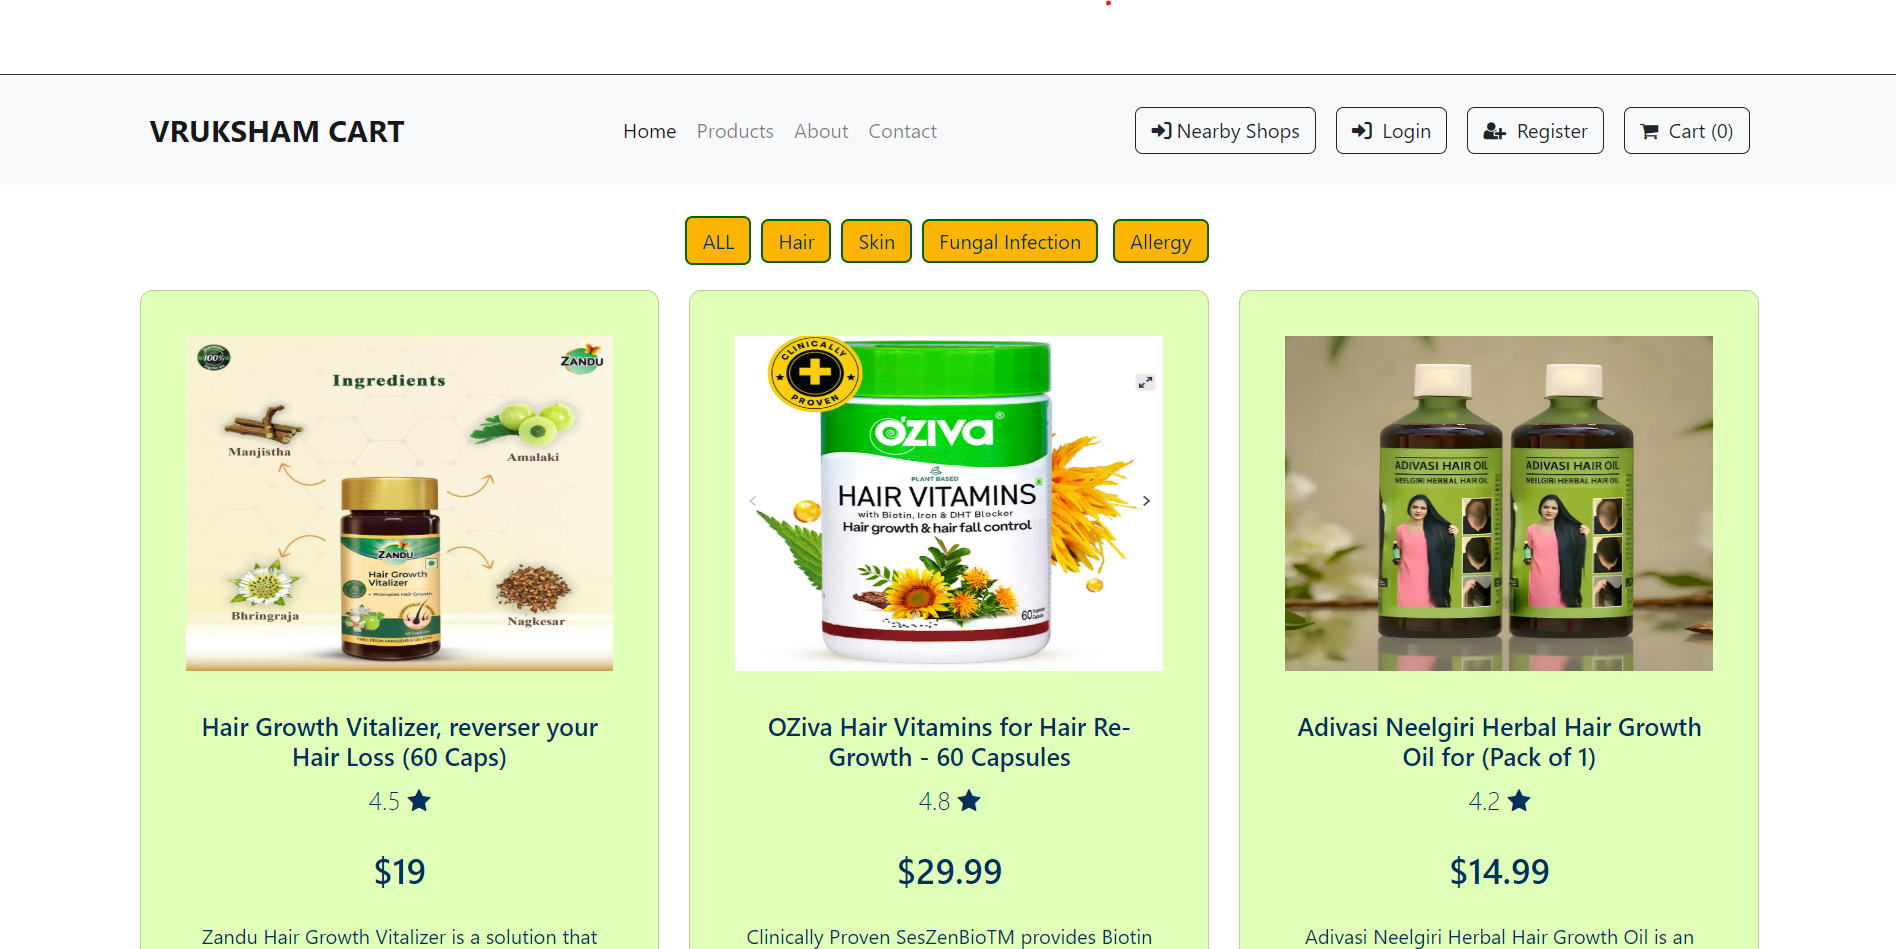 VRUKSHAM CART
Home Products About Contact
Nearby Shops Login Register Cart (0)
ALL Hair Skin Fungal Infection Allergy
100%
ZANDU
Ingredients
Manjistha
Amalaki
ZANDU
Hair Growth
Vitalizer
Bhringraja
Nagkesar
CLINICALLY
PROVEN
OZIVA
PLANT BASED
HAIR VITAMINS
with Biotin, Iron & DHT Blocker
Hair growth & hair fall control
60
ADIVASI HAIR OIL
NEELGIRI HERBAL HAIR OIL
ADIVASI HAIR OIL
NEELGIRI HERBAL HAIR OIL
Hair Growth Vitalizer, reverser your
Hair Loss (60 Caps)
4.5
$19
Zandu Hair Growth Vitalizer is a solution that
OZiva Hair Vitamins for Hair Re-
Growth - 60 Capsules
4.8
$29.99
Clinically Proven SesZenBioTM provides Biotin
Adivasi Neelgiri Herbal Hair Growth
Oil for (Pack of 1)
4.2
$14.99
Adivasi Neelgiri Herbal Hair Growth Oil is an